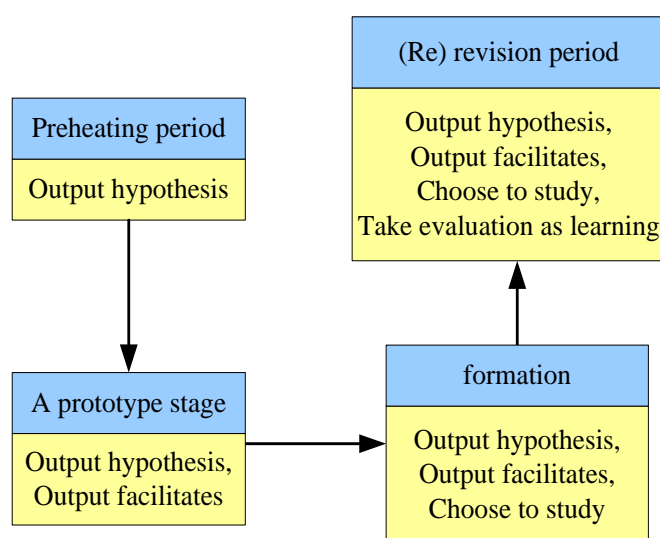 Preheating period
Output hypothesis
A prototype stage
Output hypothesis,
Output facilitates
formation
Output hypothesis,
Output facilitates,
Choose to study
(Re) revision period
Output hypothesis,
Output facilitates,
Choose to study,
Take evaluation as learning